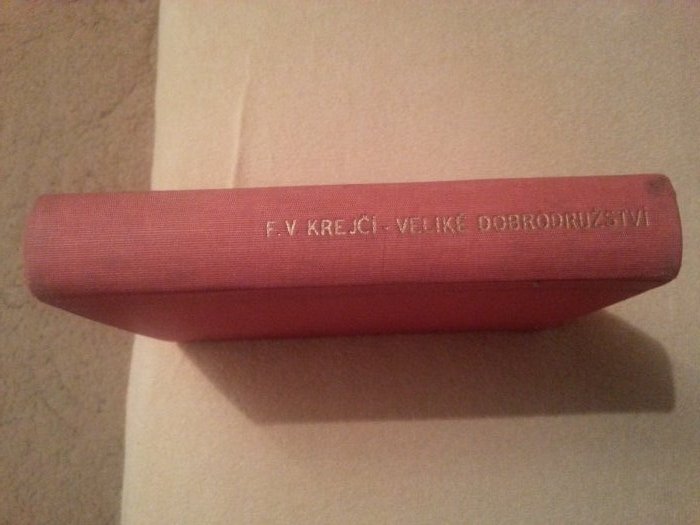 F. V. KREJČÍ - VELIKÉ DOBRODRUŽSTVÍ